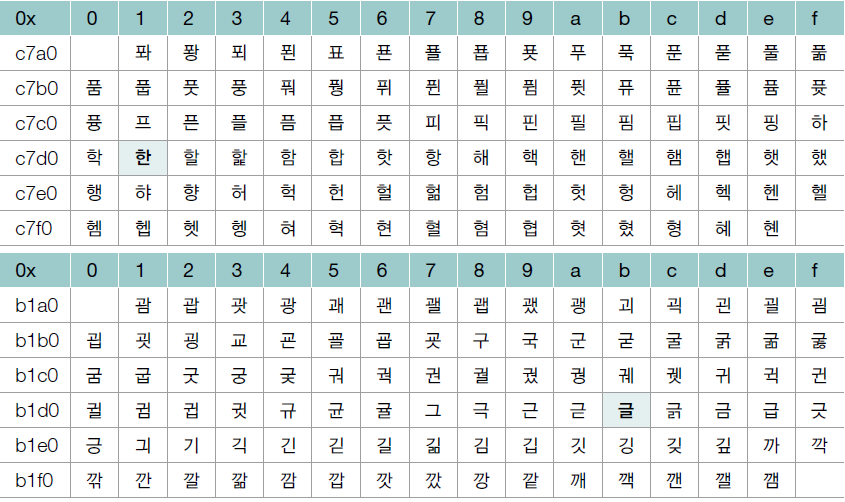 0x 0 1 2 3 4 5 6 7 8 9 a b c d e f
c7a0 퐈 퐝 푀 푄 표 푠 푤 푭 푯 푸 푹 푼 푿 풀 풂
c7b0 품 풉 풋 풍 풔 풩 퓌 퓐 퓔 퓜 퓟 퓨 퓬 퓰 퓸 퓻
c7c0 퓽 프 픈 플 픔 픕 픗 피 픽 핀 필 핌 핍 핏 핑 하
c7d0 학 한 할 핥 함 합 핫 항 해 핵 핸 핼 햄 햅 햇 했
c7e0 행 햐 향 허 헉 헌 헐 헒 험 헙 헛 헝 헤 헥 헨 헬
c7f0 헴 헵 헷 헹 혀 혁 현 혈 혐 협 혓 혔 형 혜 혠
0x 0 1 2 3 4 5 6 7 8 9 a b c d e f
b1a0 괌 괍 괏 광 괘 괜 괠 괩 괬 괭 괴 괵 괸 괼 굄
b1b0 굅 굇 굉 교 굔 굘 굡 굣 구 국 군 굳 굴 굵 굶 굻
b1c0 굼 굽 굿 궁 궂 궈 궉 권 궐 궜 궝 궤 궷 귀 귁 귄
b1d0 귈 귐 귑 귓 규 균 귤 그 극 근 귿 글 긁 금 급 긋
b1e0 긍 긔 기 긱 긴 긷 길 긺 김 깁 깃 깅 깆 깊 까 깍
b1f0 깎 깐 깔 깖 깜 깝 깟 깠 깡 깥 깨 깩 깬 깰 깸